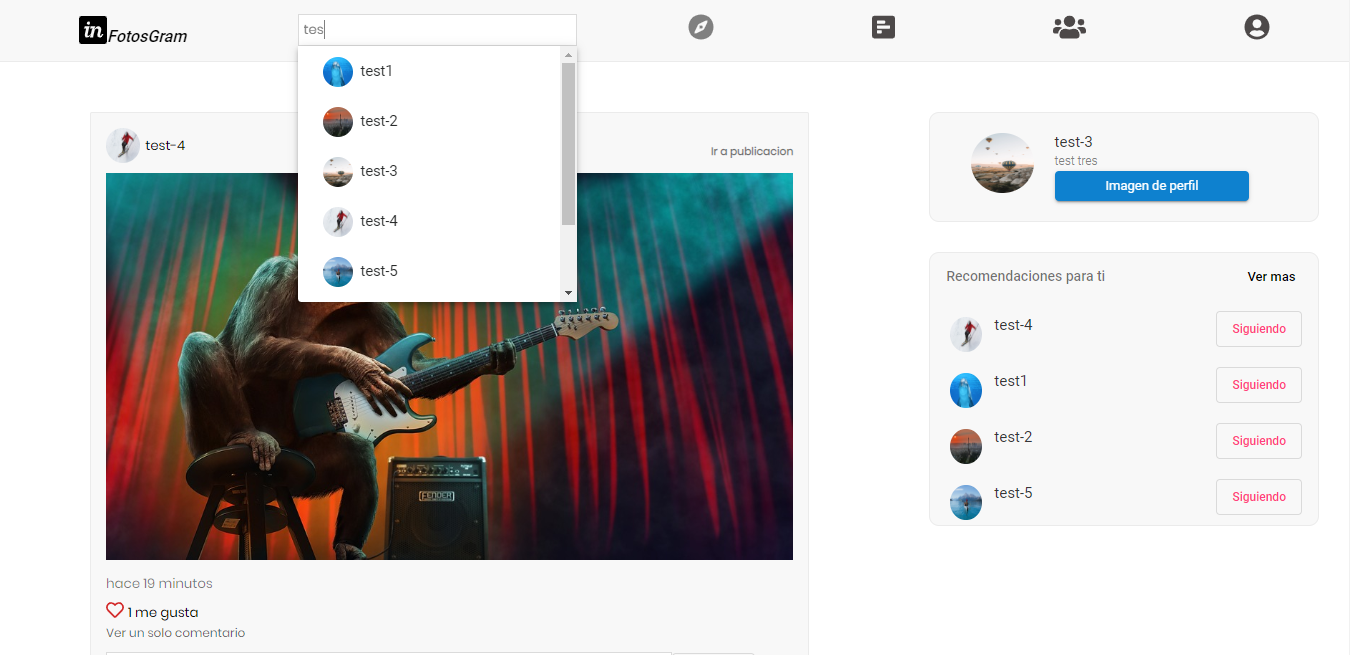 in FotosGram
tes
test1
test-2
test-3
test-4
test-5
test-4
Ir a publicacion
FENDER
hace 19 minutos
1 me gusta
Ver un solo comentario
test-3
test tres
Imagen de perfil
Recomendaciones para ti
Ver mas
test-4
Siguiendo
test1
Siguiendo
test-2
Siguiendo
test-5
Siguiendo